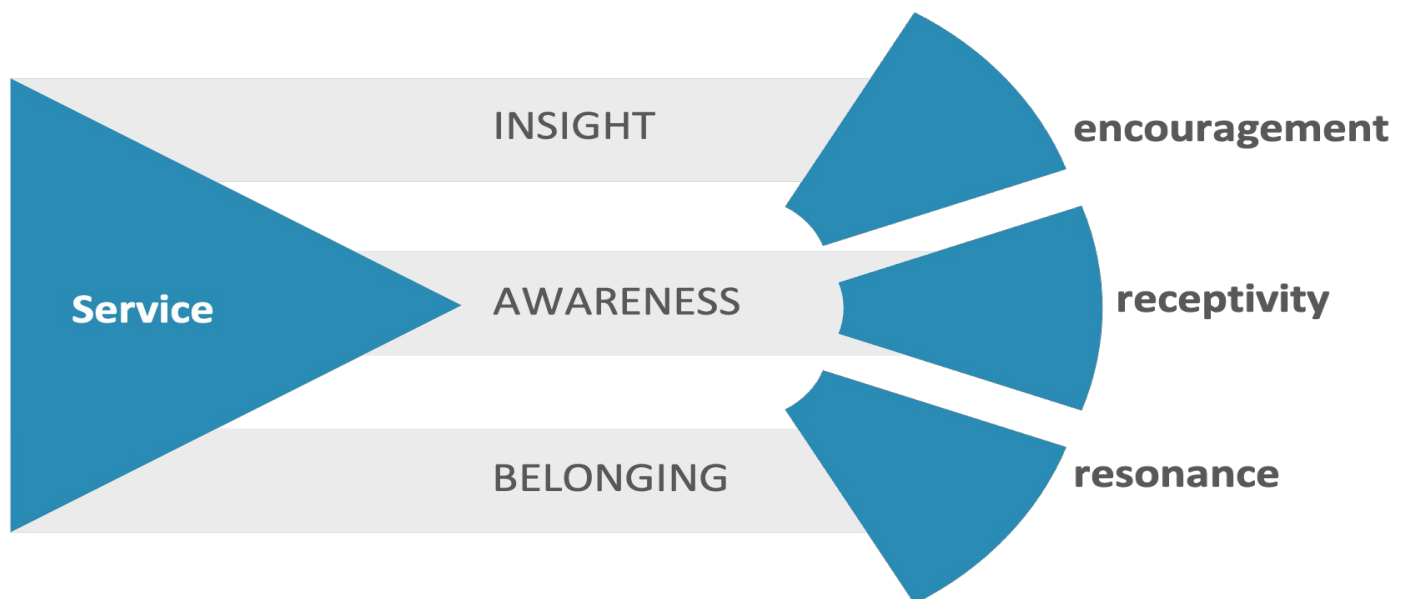 INSIGHT
encouragement
Service
AWARENESS
receptivity
BELONGING
resonance